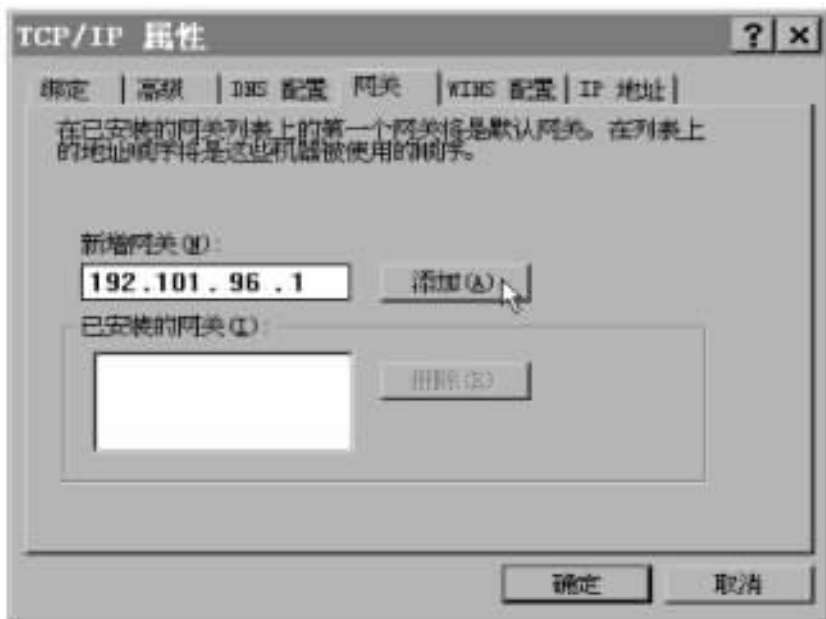 TCP/IP 属性
绑定 高级 DNS 配置 网关 WINS 配置 IP 地址
在已安装的网关列表上的第一个网关将是默认网关。在列表上
的地址顺序将是这些机器被使用的顺序。
新增网关(N):
192.101.96.1
添加(A)
已安装的网关(I):
删除(R)
确定 取消